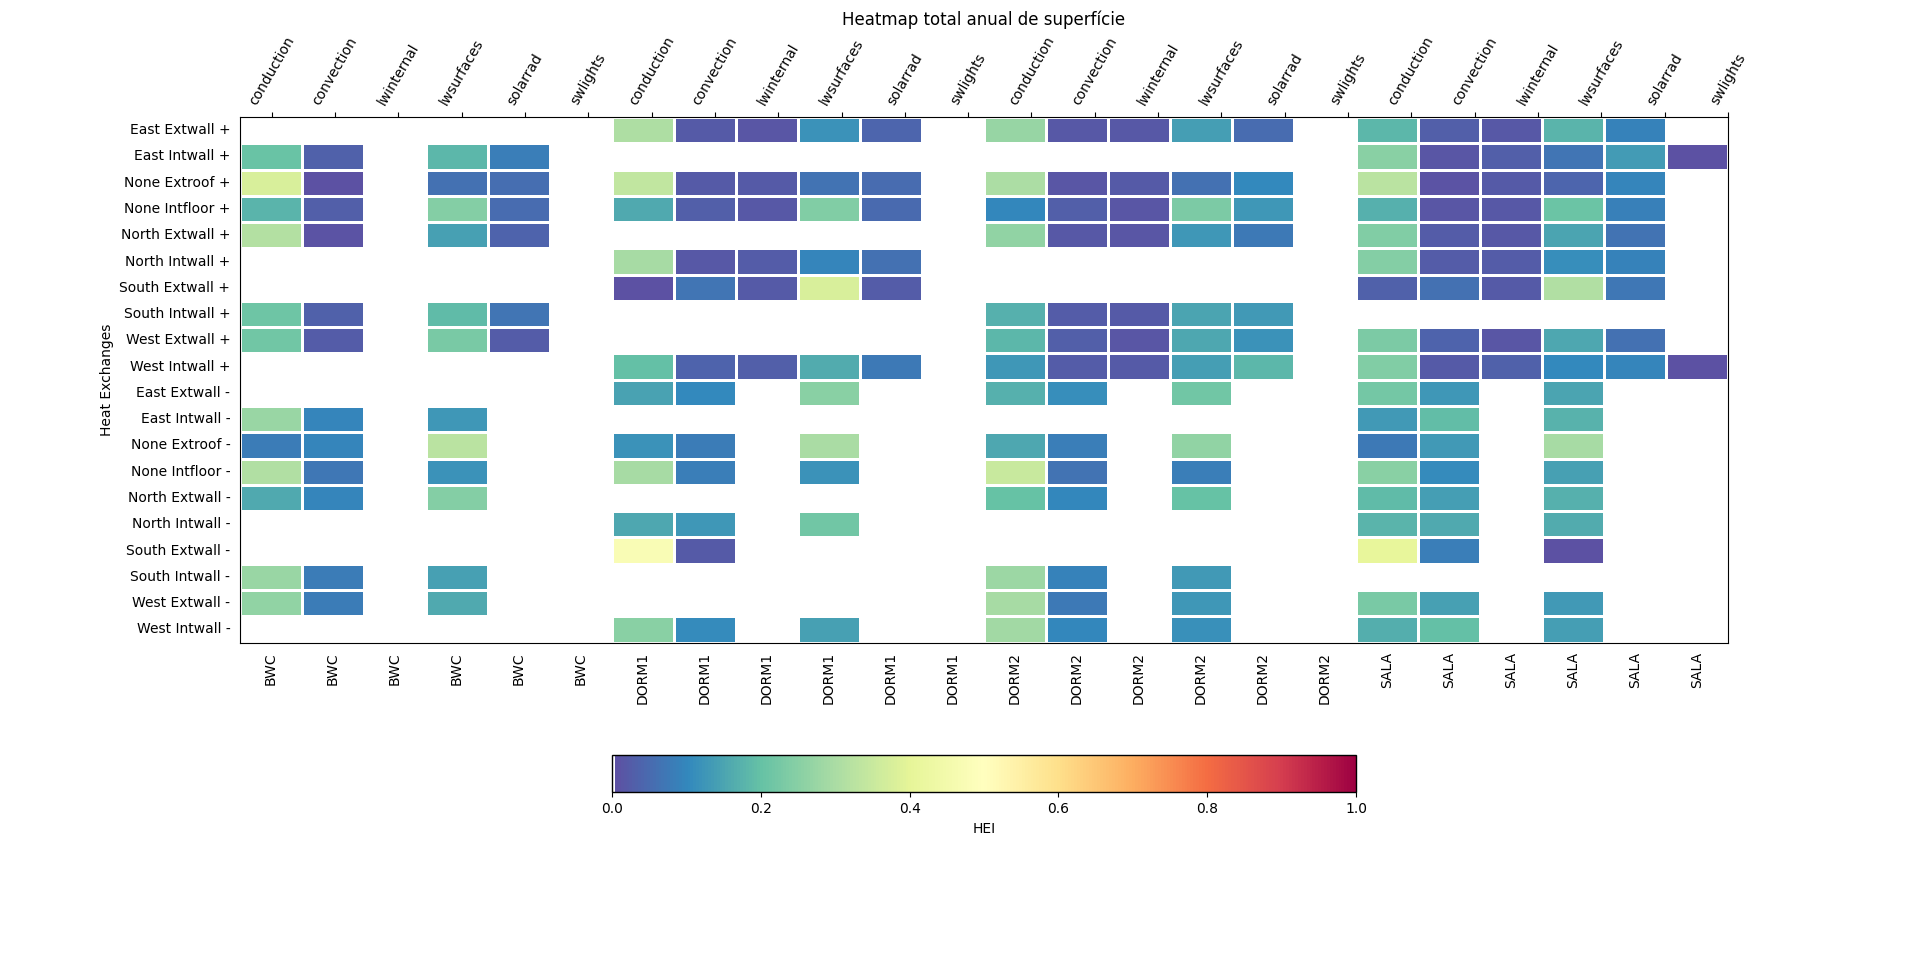 Heatmap total anual de superfície
conduction convection lwinternal lwsurfaces solarrad swlights conduction convection lwinternal lwsurfaces solarrad swlights conduction convection lwinternal lwsurfaces solarrad swlights conduction convection lwinternal lwsurfaces solarrad swlights
Heat Exchanges
East Extwall +
East Intwall +
None Extroof +
None Intfloor +
North Extwall +
North Intwall +
South Extwall +
South Intwall +
West Extwall +
West Intwall +
East Extwall -
East Intwall -
None Extroof -
None Intfloor -
North Extwall -
North Intwall -
South Extwall -
South Intwall -
West Extwall -
West Intwall -
BWC BWC BWC BWC BWC BWC DORM1 DORM1 DORM1 DORM1 DORM1 DORM1 DORM2 DORM2 DORM2 DORM2 DORM2 DORM2 SALA SALA SALA SALA SALA SALA
0.0 0.2 0.4 0.6 0.8 1.0
HEI